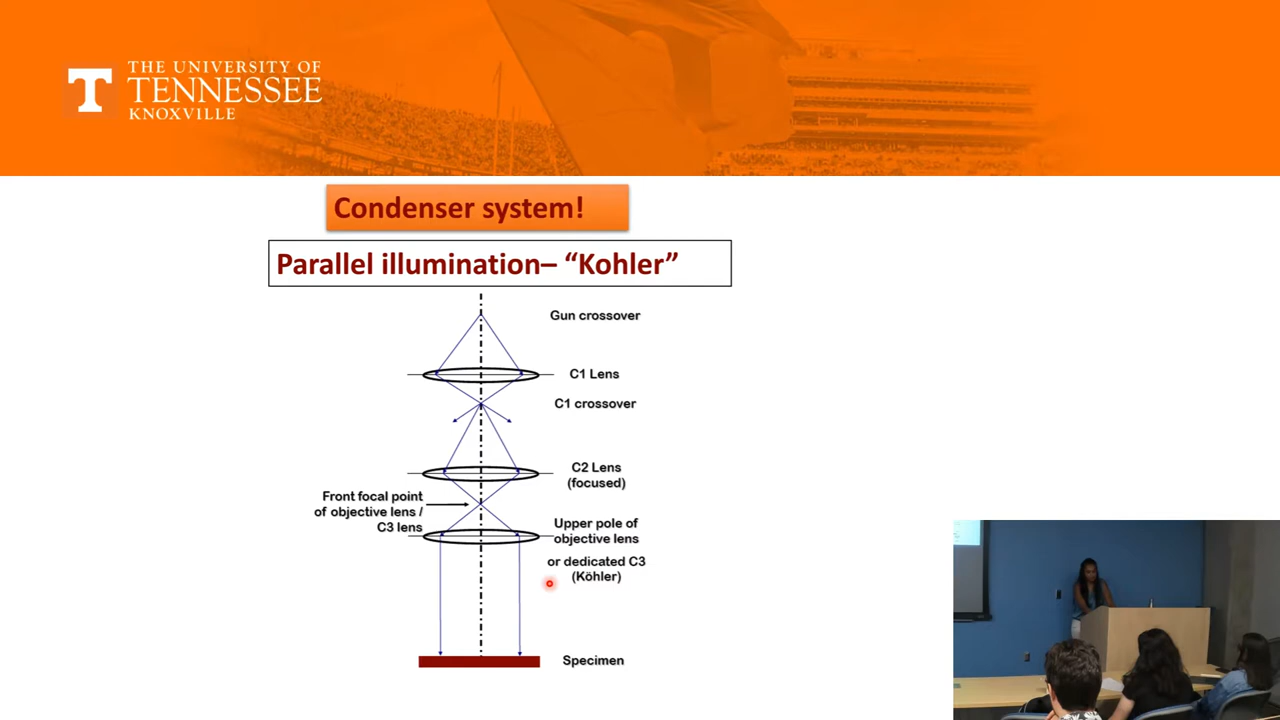 THE UNIVERSITY OF
TENNESSEE
KNOXVILLE
T
Condenser system!
Parallel illumination– “Kohler”
Gun crossover
C1 Lens
C1 crossover
C2 Lens
(focused)
Front focal point
of objective lens /
C3 lens
Upper pole of
objective lens
or dedicated C3
(Köhler)
Specimen